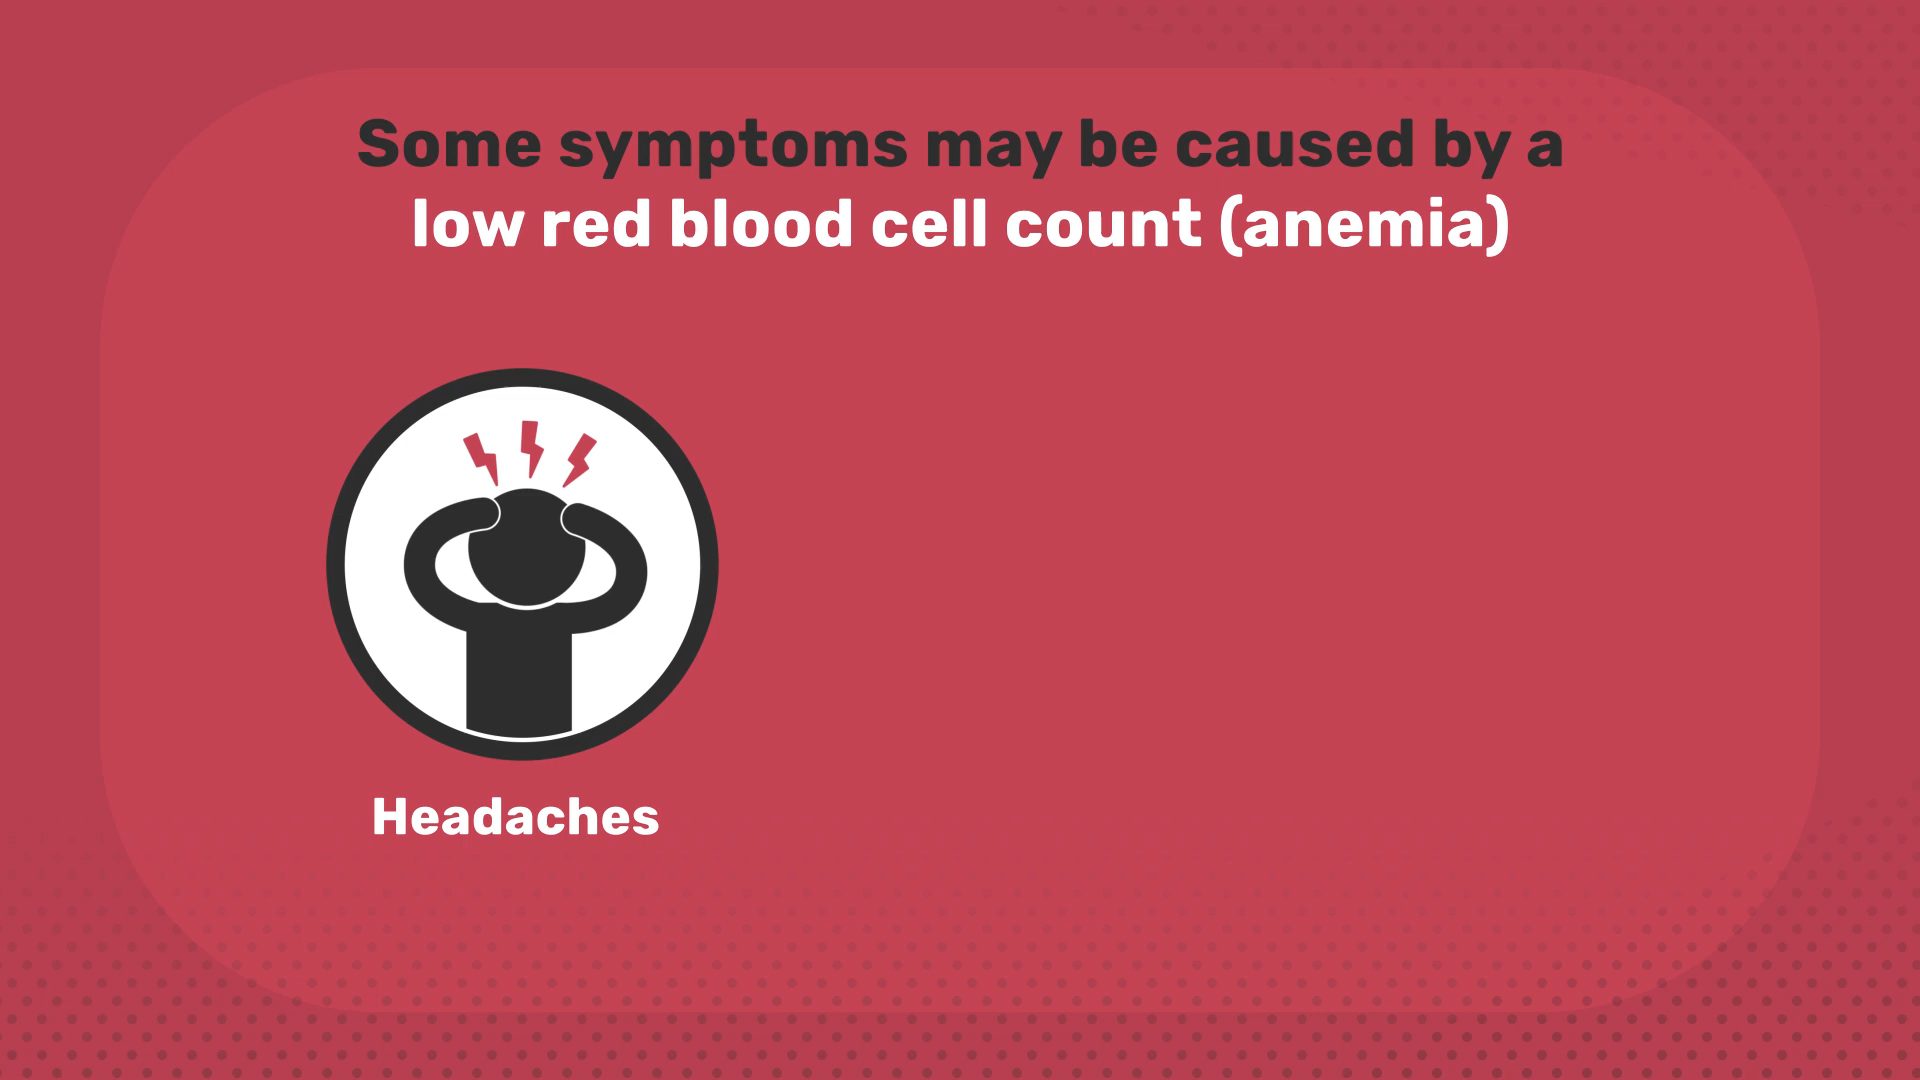 Some symptoms may be caused by a
low red blood cell count (anemia)
Headaches